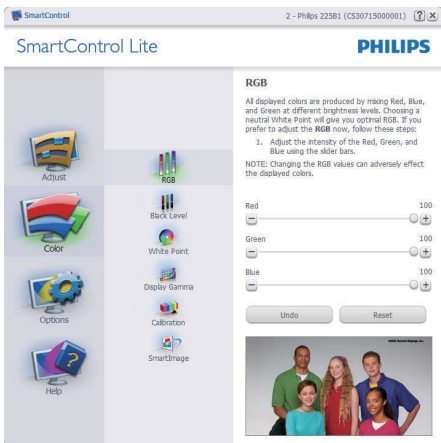 SmartControl
2 - Philips 225B1 (CS30715000001)
SmartControl Lite
PHILIPS
Adjust
Color
Options
Help
RGB
Black Level
White Point
Display Gamma
Calibration
SmartImage
RGB
All displayed colors are produced by mixing Red, Blue,
and Green at different brightness levels. Choosing a
neutral White Point will give you optimal RGB. If you
prefer to adjust the RGB now, follow these steps:
1. Adjust the intensity of the Red, Green, and
Blue using the slider bars.
NOTE: Changing the RGB values can adversely effect
the displayed colors.
Red 100
Green 100
Blue 100
Undo Reset